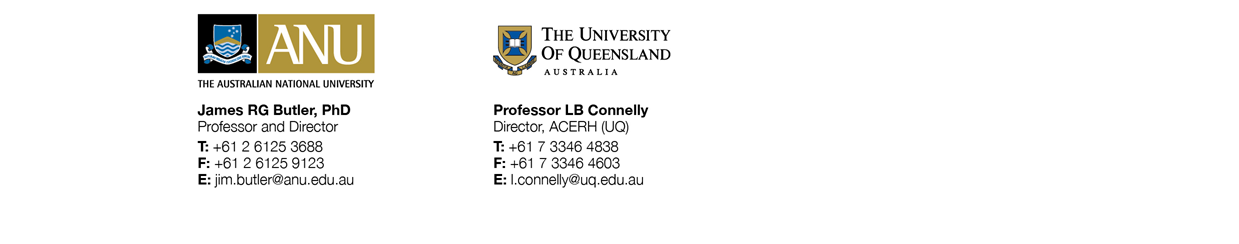 ANU
THE AUSTRALIAN NATIONAL UNIVERSITY
James RG Butler, PhD
Professor and Director
T: +61 2 6125 3688
F: +61 2 6125 9123
E: jim.butler@anu.edu.au
THE UNIVERSITY
OF QUEENSLAND
AUSTRALIA
Professor LB Connelly
Director, ACERH (UQ)
T: +61 7 3346 4838
F: +61 7 3346 4603
E: l.connelly@uq.edu.au